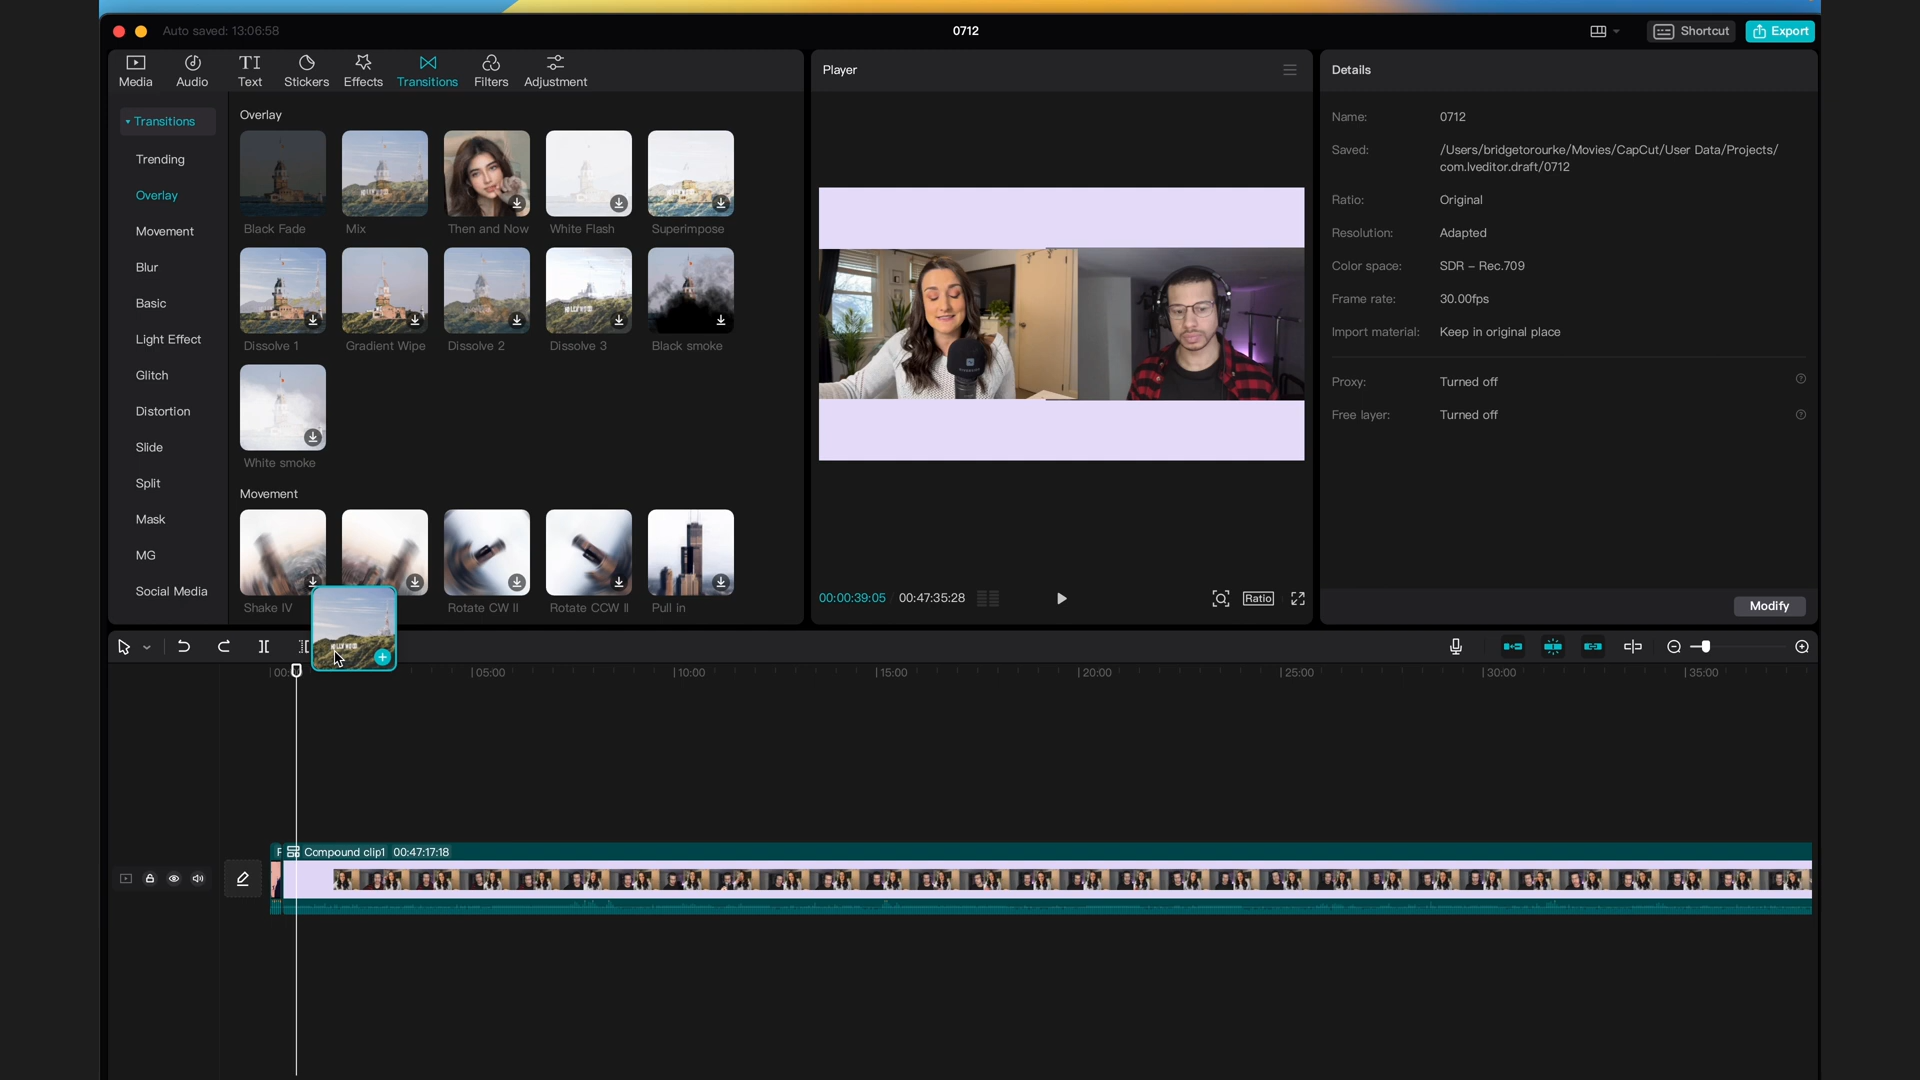 Auto saved: 13:06:58
0712
Shortcut
Export
Media
Audio
Text
Stickers
Effects
Transitions
Filters
Adjustment
Player
Details
Transitions
Trending
Overlay
Movement
Blur
Basic
Light Effect
Glitch
Distortion
Slide
Split
Mask
MG
Social Media
Overlay
Black Fade
Mix
Then and Now
White Flash
Superimpose
Dissolve 1
Gradient Wipe
Dissolve 2
Dissolve 3
Black smoke
White smoke
Movement
Shake IV
Rotate CW II
Rotate CCW II
Pull in
00:00:39:05
00:47:35:28
Ratio
Name:
0712
Saved:
/Users/bridgetorourke/Movies/CapCut/User Data/Projects/
com.lveditor.draft/0712
Ratio:
Original
Resolution:
Adapted
Color space:
SDR – Rec.709
Frame rate:
30.00fps
Import material:
Keep in original place
Proxy:
Turned off
Free layer:
Turned off
Modify
05:00
10:00
15:00
20:00
25:00
30:00
35:00
Compound clip1 00:47:17:18